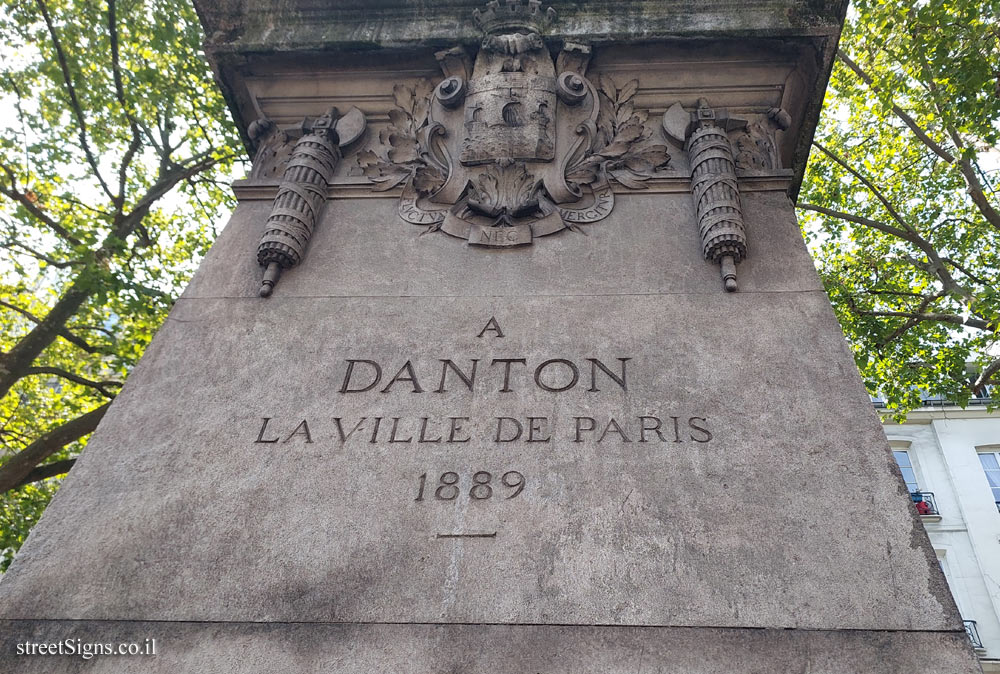 NEC
A
DANTON
LA VILLE DE PARIS
1889
streetSigns.co.il